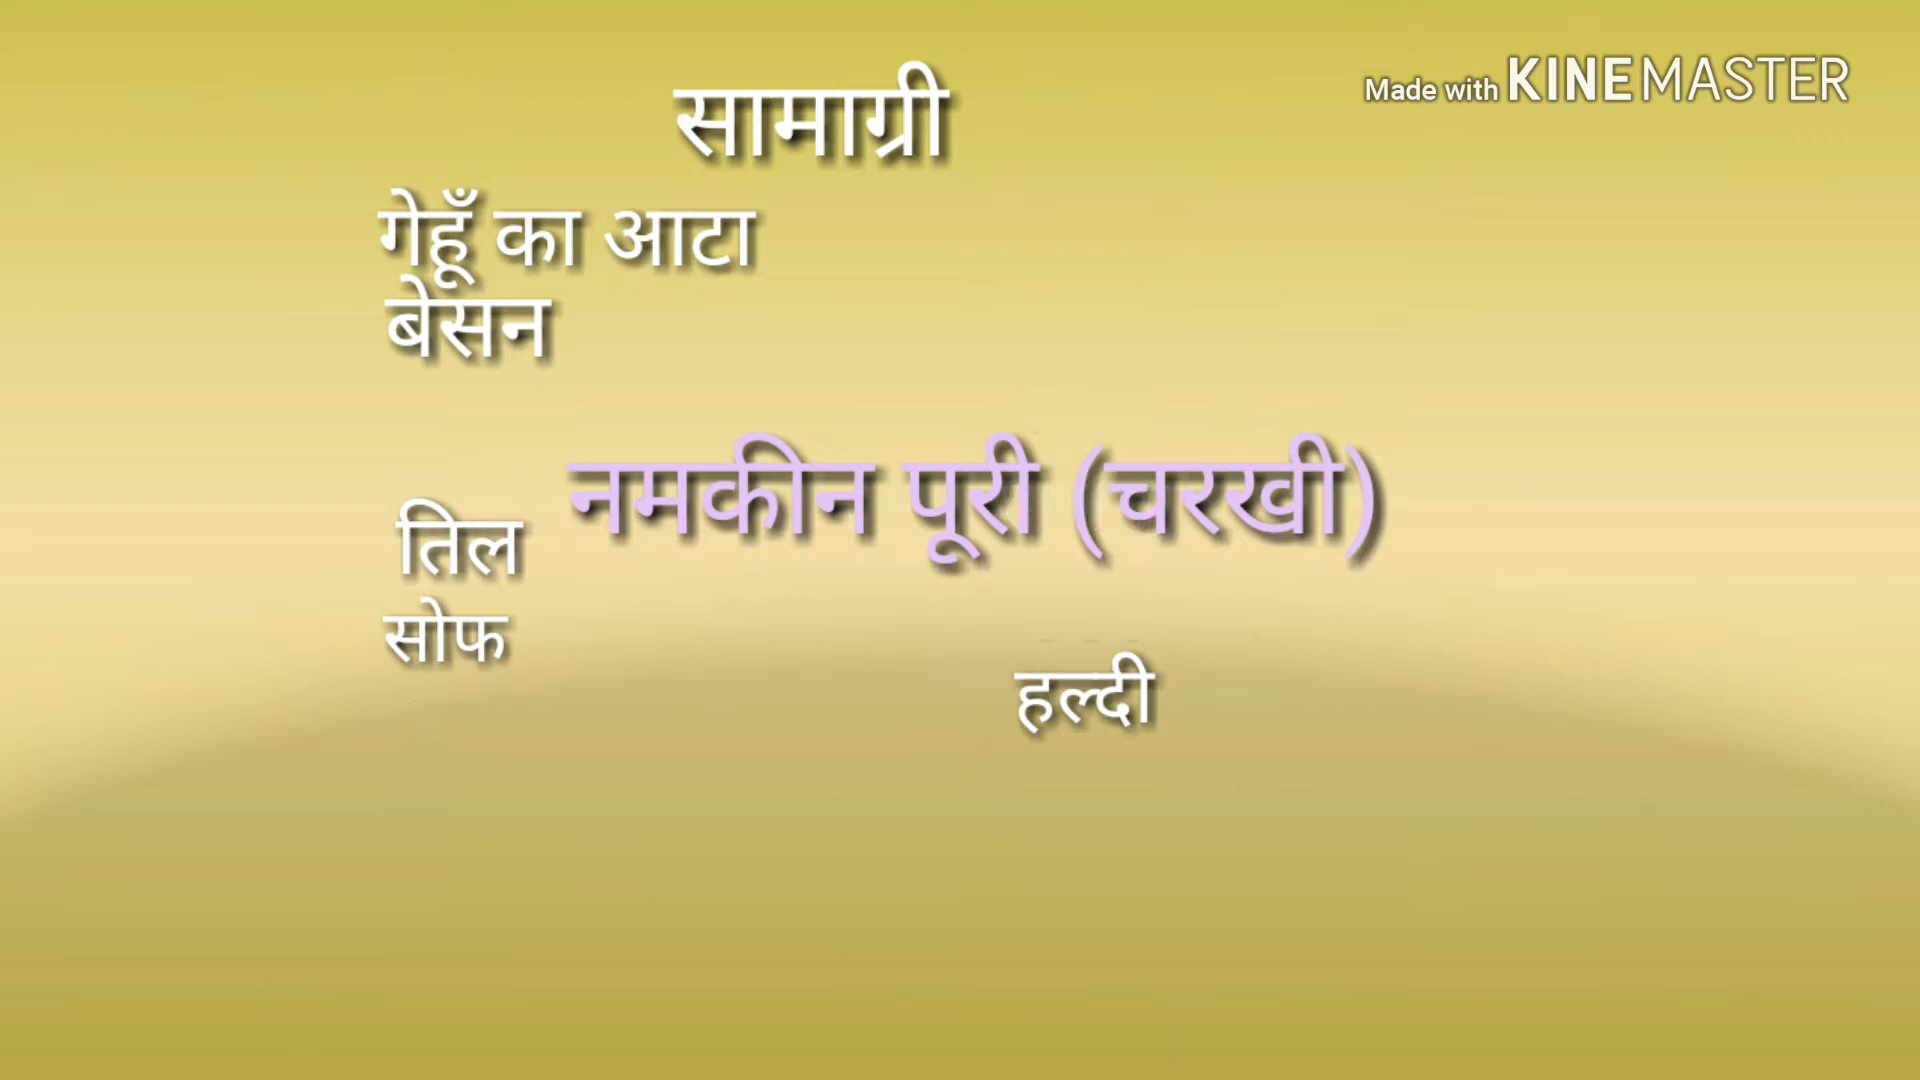 Made with KINEMASTER
सामाग्री
गेहूँ का आटा
बेसन
नमकीन पूरी (चरखी)
तिल
सोफ
हल्दी